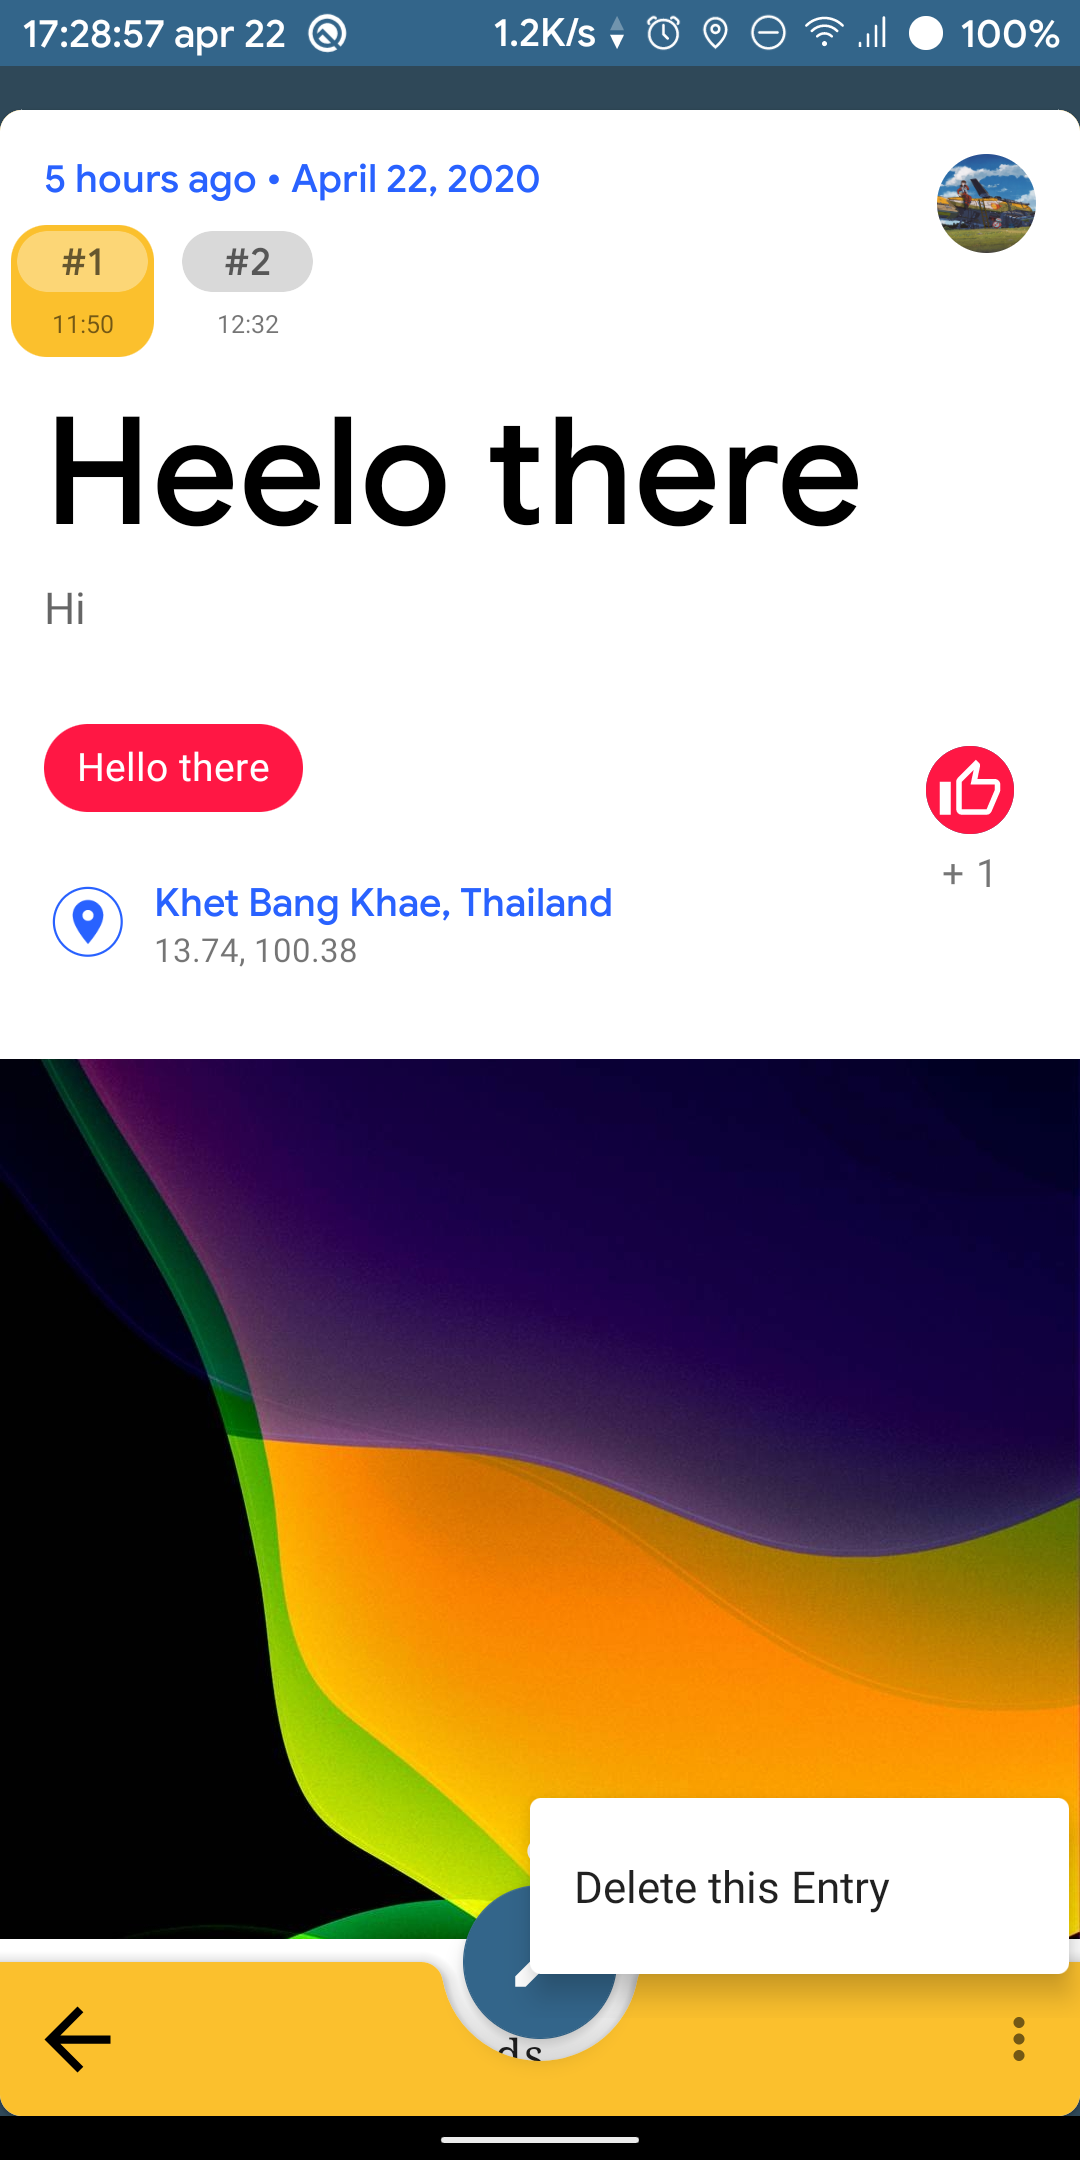 17:28:57 apr 22 1.2K/s 100%
5 hours ago • April 22, 2020
#1 #2
11:50 12:32
Heelo there
Hi
Hello there
+ 1
Khet Bang Khae, Thailand
13.74, 100.38
Delete this Entry
ds